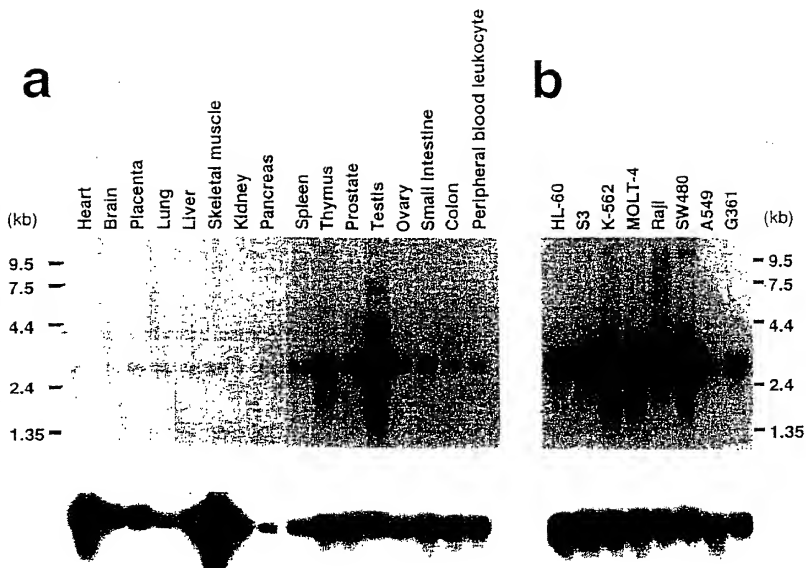 a
b
(kb)
Heart
Brain
Placenta
Lung
Liver
Skeletal muscle
Kidney
Pancreas
Spleen
Thymus
Prostate
Testis
Ovary
Small Intestine
Colon
Peripheral blood leukocyte
9.5
7.5
4.4
2.4
1.35
HL-60
S3
K-562
MOLT-4
Raji
SW480
A549
G361
(kb)
9.5
7.5
4.4
2.4
1.35